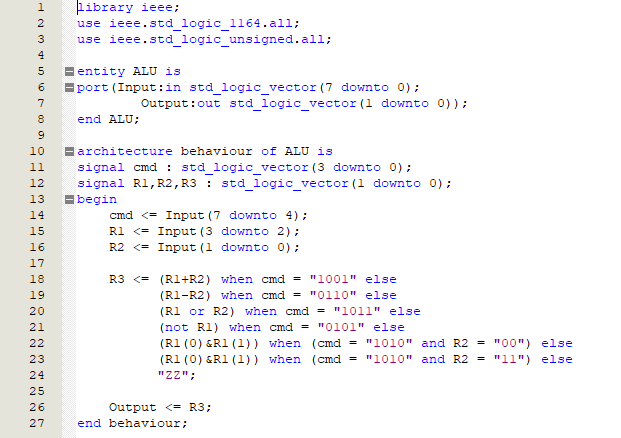 1 library ieee;
2 use ieee.std_logic_1164.all;
3 use ieee.std_logic_unsigned.all;
4
5 entity ALU is
6 port(Input:in std_logic_vector(7 downto 0);
7         Output:out std_logic_vector(1 downto 0));
8 end ALU;
9
10 architecture behaviour of ALU is
11 signal cmd : std_logic_vector(3 downto 0);
12 signal R1,R2,R3 : std_logic_vector(1 downto 0);
13 begin
14     cmd <= Input(7 downto 4);
15     R1 <= Input(3 downto 2);
16     R2 <= Input(1 downto 0);
17
18     R3 <= (R1+R2) when cmd = "1001" else
19           (R1-R2) when cmd = "0110" else
20           (R1 or R2) when cmd = "1011" else
21           (not R1) when cmd = "0101" else
22           (R1(0)&R1(1)) when (cmd = "1010" and R2 = "00") else
23           (R1(0)&R1(1)) when (cmd = "1010" and R2 = "11") else
24           "ZZ";
25
26     Output <= R3;
27 end behaviour;